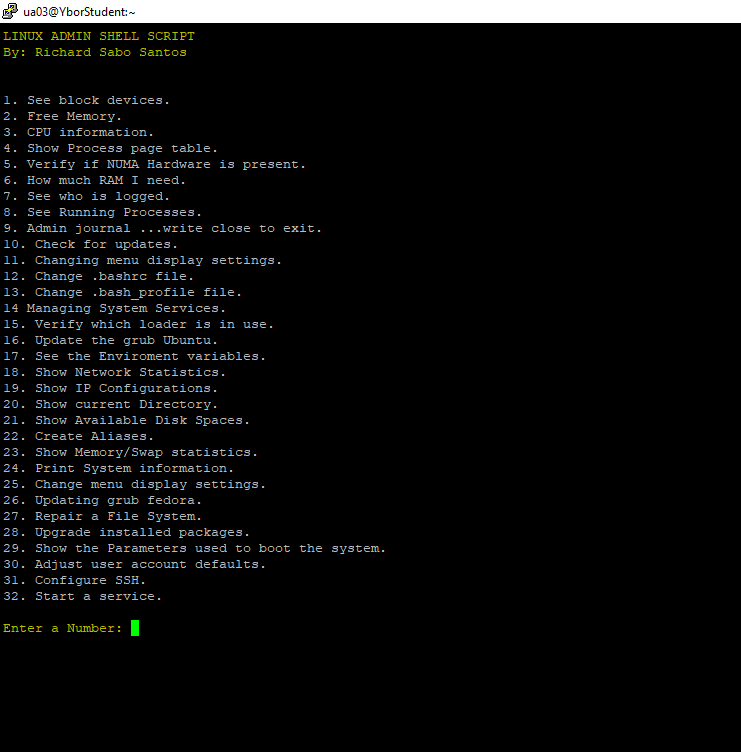 ua03@YborStudent:~
LINUX ADMIN SHELL SCRIPT
By: Richard Sabo Santos
1. See block devices.
2. Free Memory.
3. CPU information.
4. Show Process page table.
5. Verify if NUMA Hardware is present.
6. How much RAM I need.
7. See who is logged.
8. See Running Processes.
9. Admin journal ...write close to exit.
10. Check for updates.
11. Changing menu display settings.
12. Change .bashrc file.
13. Change .bash_profile file.
14 Managing System Services.
15. Verify which loader is in use.
16. Update the grub Ubuntu.
17. See the Enviroment variables.
18. Show Network Statistics.
19. Show IP Configurations.
20. Show current Directory.
21. Show Available Disk Spaces.
22. Create Aliases.
23. Show Memory/Swap statistics.
24. Print System information.
25. Change menu display settings.
26. Updating grub fedora.
27. Repair a File System.
28. Upgrade installed packages.
29. Show the Parameters used to boot the system.
30. Adjust user account defaults.
31. Configure SSH.
32. Start a service.
Enter a Number: